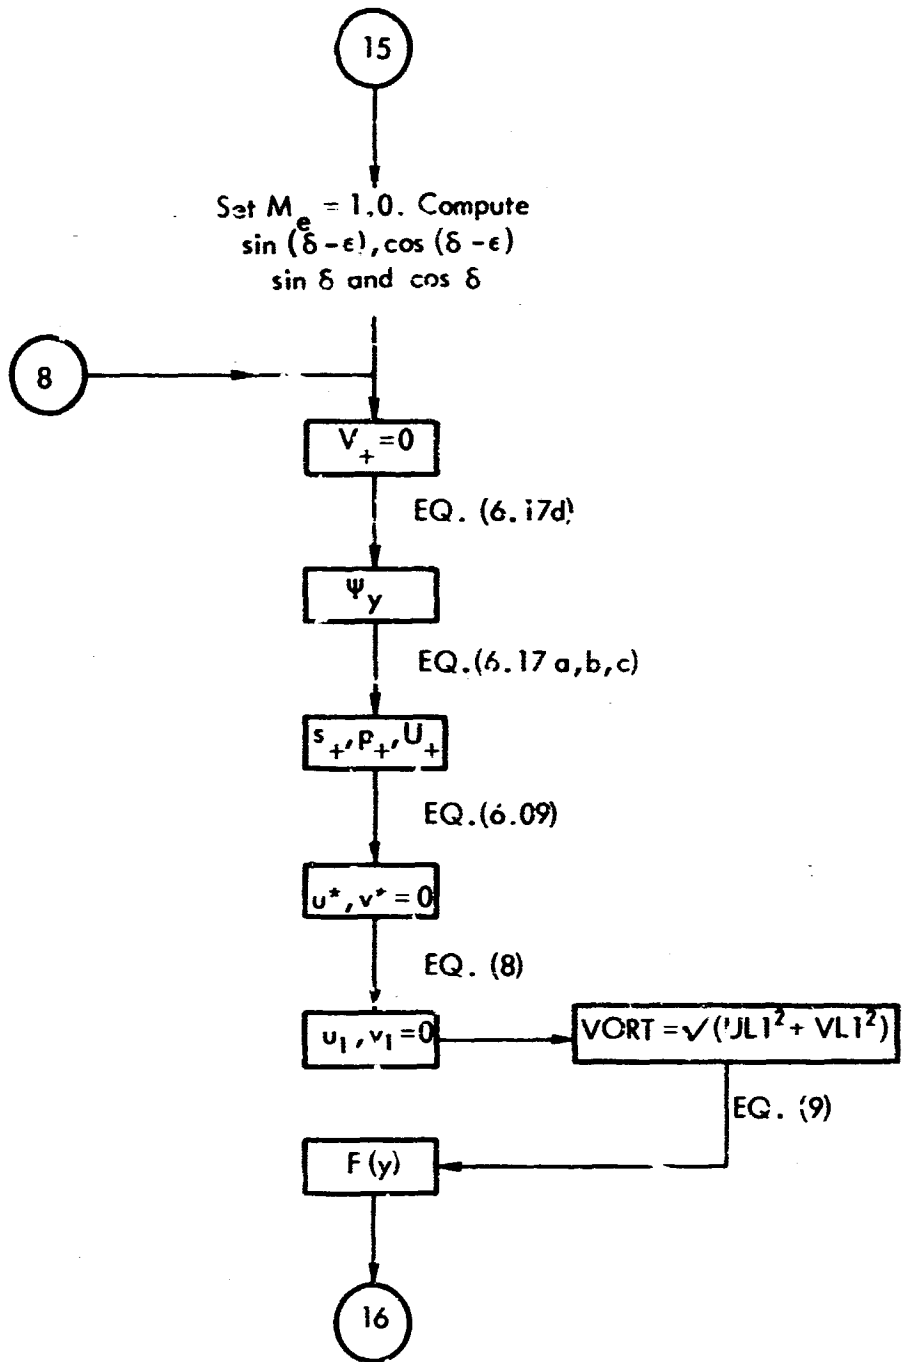 15
Set M_e = 1.0. Compute
sin (δ-ε), cos (δ-ε)
sin δ and cos δ
8
V_+ = 0
EQ. (6.17d)
Ψ_y
EQ.(6.17 a,b,c)
s_+, p_+, U_+
EQ.(6.09)
u*, v* = 0
EQ. (8)
u_1, v_1 = 0
VORT = √(UL1² + VL1²)
EQ. (9)
F(y)
16